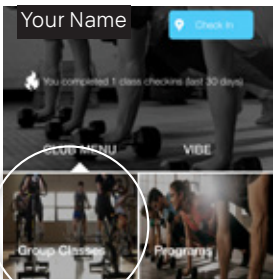 Your Name
Check In
You completed 1 class checkins (last 30 days)
CLUB MENU
VIBE
Group Classes
Programs